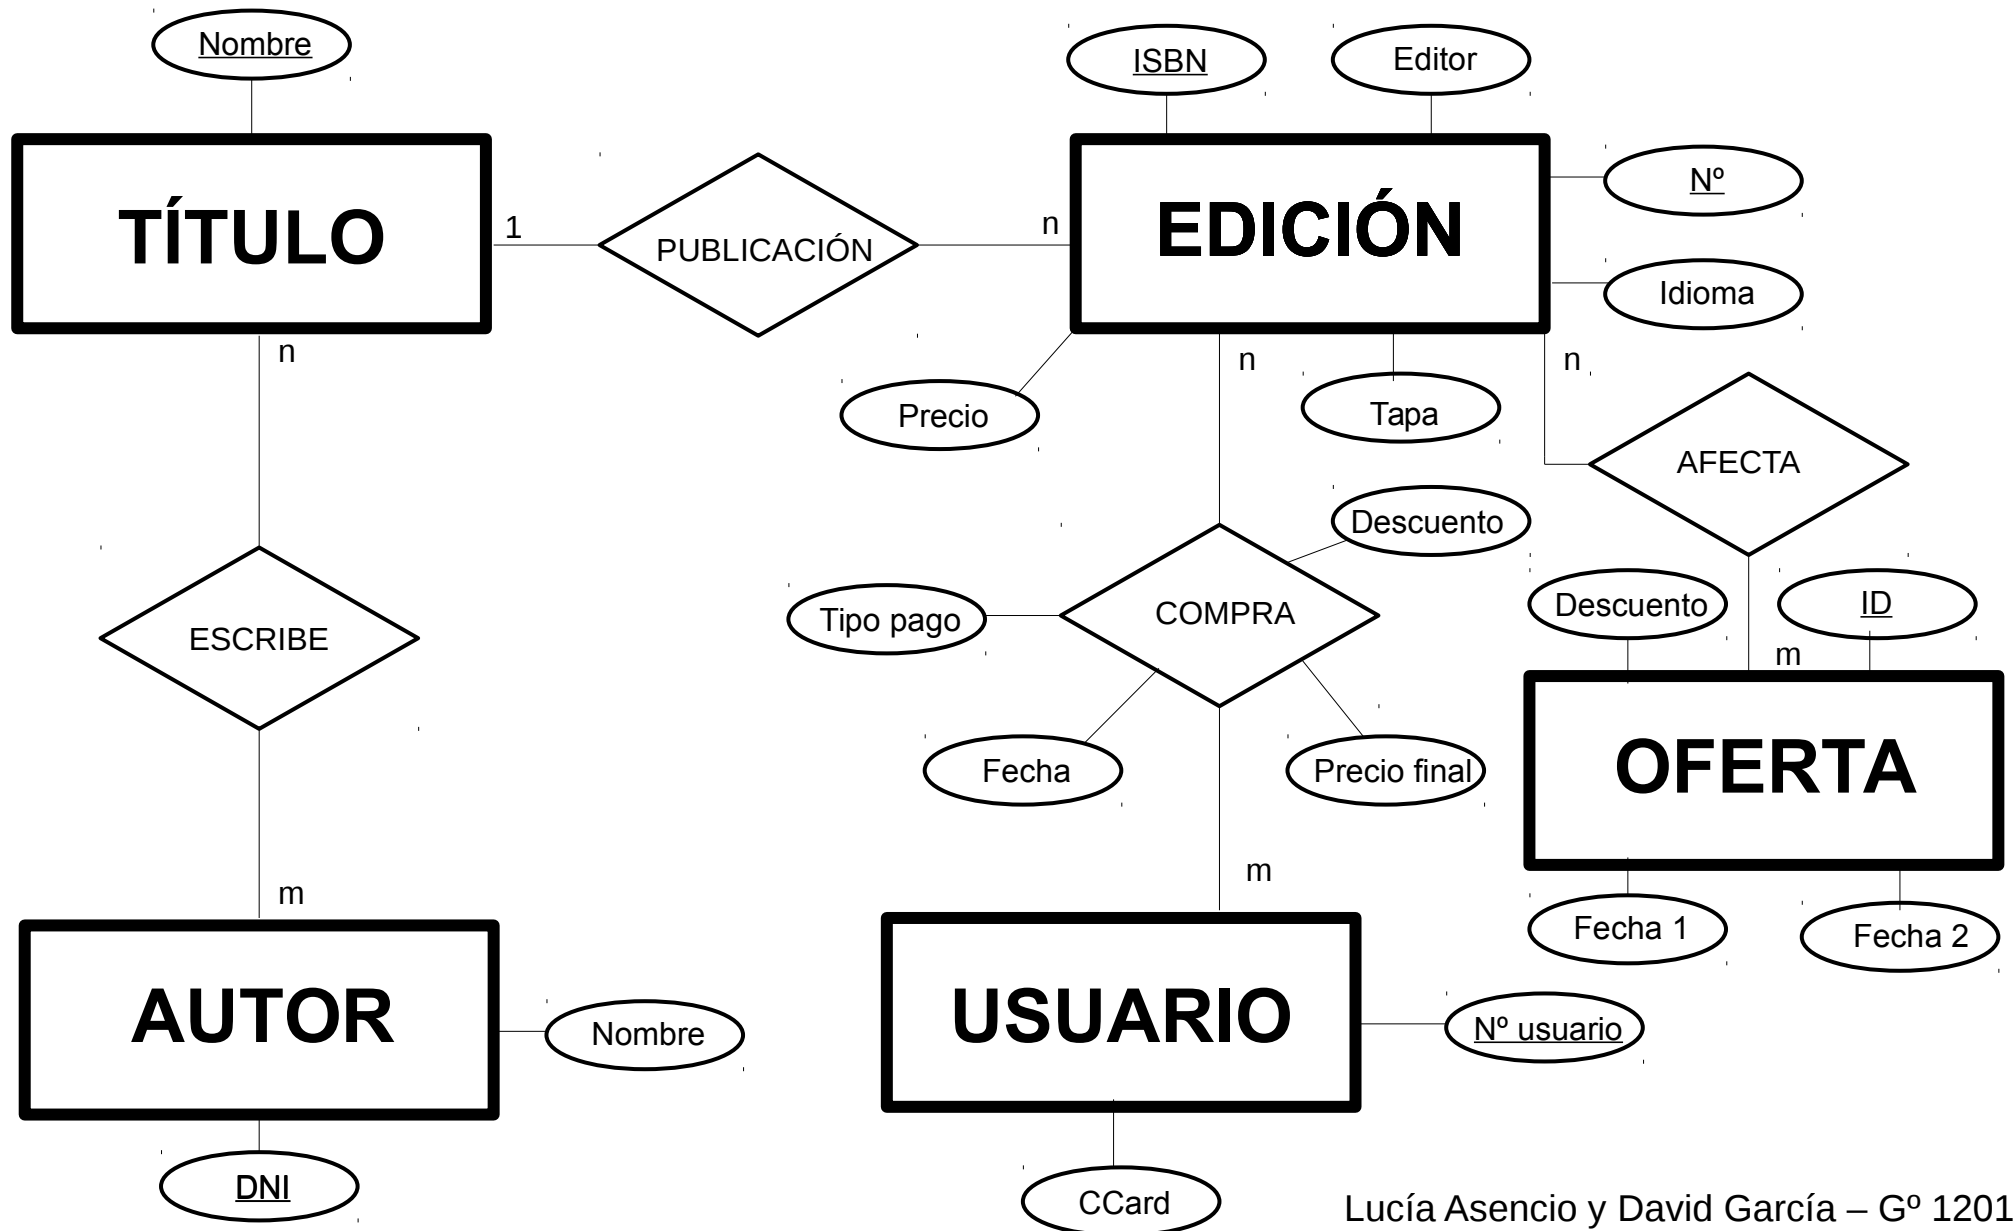 Nombre
ISBN
Editor
Nº
TÍTULO
1
PUBLICACIÓN
n
EDICIÓN
Idioma
n
n
n
Precio
Tapa
AFECTA
Descuento
Tipo pago
COMPRA
Descuento
ID
ESCRIBE
m
Fecha
Precio final
OFERTA
m
m
Fecha 1
Fecha 2
AUTOR
Nombre
USUARIO
Nº usuario
DNI
CCard
Lucía Asencio y David García – Gº 1201